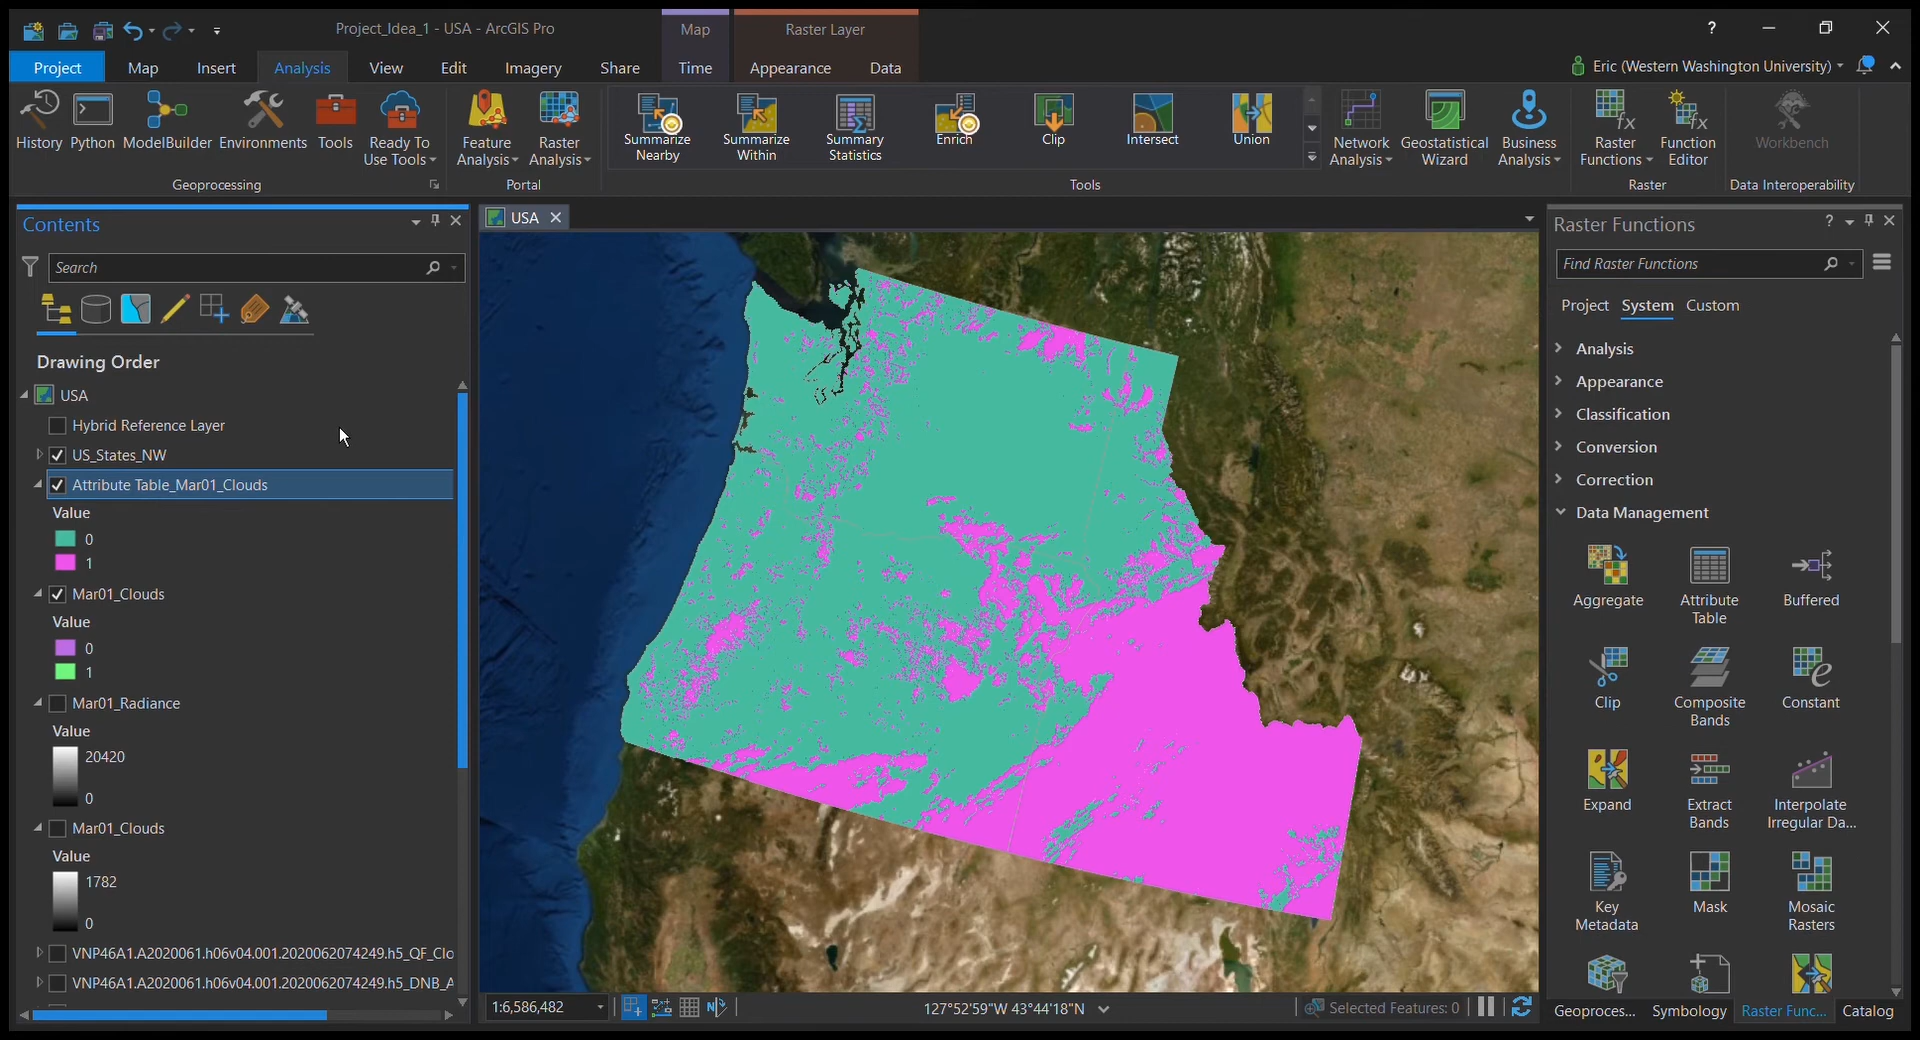 Project_Idea_1 - USA - ArcGIS Pro
Map
Raster Layer
?
Project
Map
Insert
Analysis
View
Edit
Imagery
Share
Time
Appearance
Data
Eric (Western Washington University)
History
Python
ModelBuilder
Environments
Tools
Ready To
Use Tools
Geoprocessing
Feature
Analysis
Raster
Analysis
Portal
Summarize
Nearby
Summarize
Within
Summary
Statistics
Enrich
Clip
Intersect
Union
Tools
Network
Analysis
Geostatistical
Wizard
Business
Analysis
Raster
Functions
Function
Editor
Raster
Workbench
Data Interoperability
Contents
Search
Drawing Order
USA
Hybrid Reference Layer
US_States_NW
Attribute Table_Mar01_Clouds
Value
0
1
Mar01_Clouds
Value
0
1
Mar01_Radiance
Value
20420
0
Mar01_Clouds
Value
1782
0
VNP46A1.A2020061.h06v04.001.2020062074249.h5_QF_Clo
VNP46A1.A2020061.h06v04.001.2020062074249.h5_DNB_A
USA
1:6,586,482
127°52'59"W 43°44'18"N
Selected Features: 0
Raster Functions
?
Find Raster Functions
Project
System
Custom
Analysis
Appearance
Classification
Conversion
Correction
Data Management
Aggregate
Attribute
Table
Buffered
Clip
Composite
Bands
Constant
Expand
Extract
Bands
Interpolate
Irregular Da...
Key
Metadata
Mask
Mosaic
Rasters
Geoproces...
Symbology
Raster Func...
Catalog